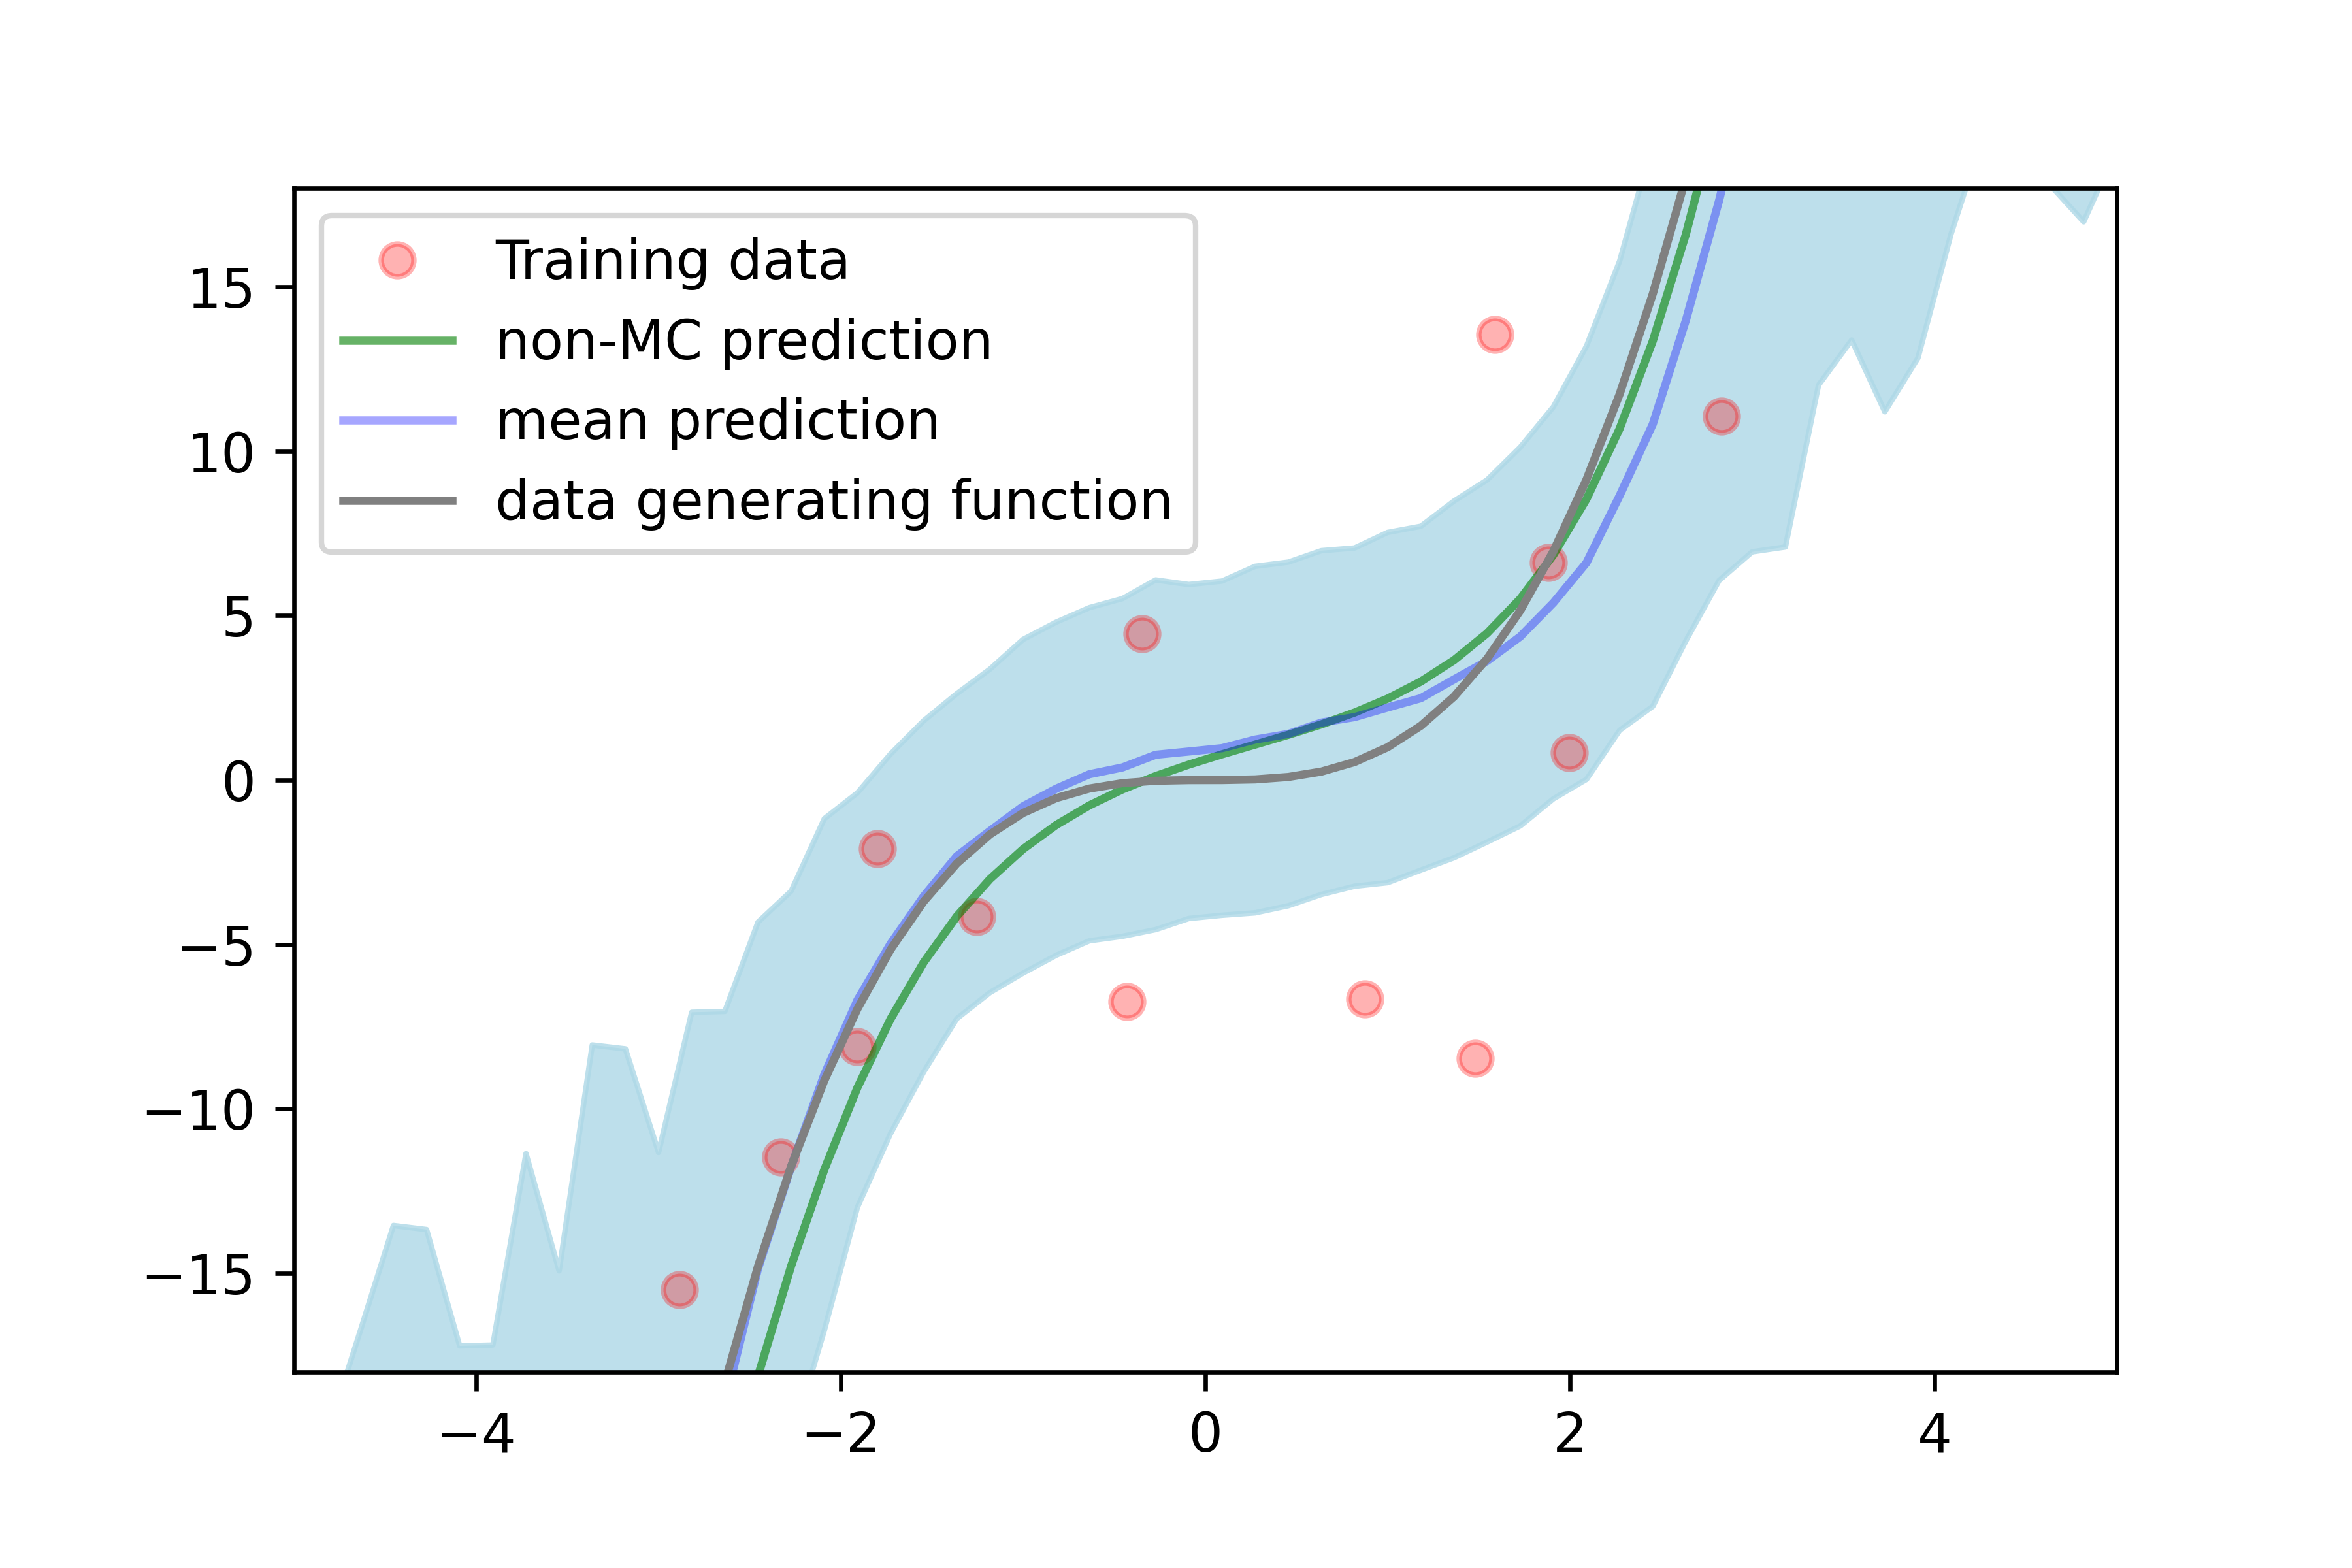 Training data
non-MC prediction
mean prediction
data generating function
15
10
5
0
−5
−10
−15
−4 −2 0 2 4